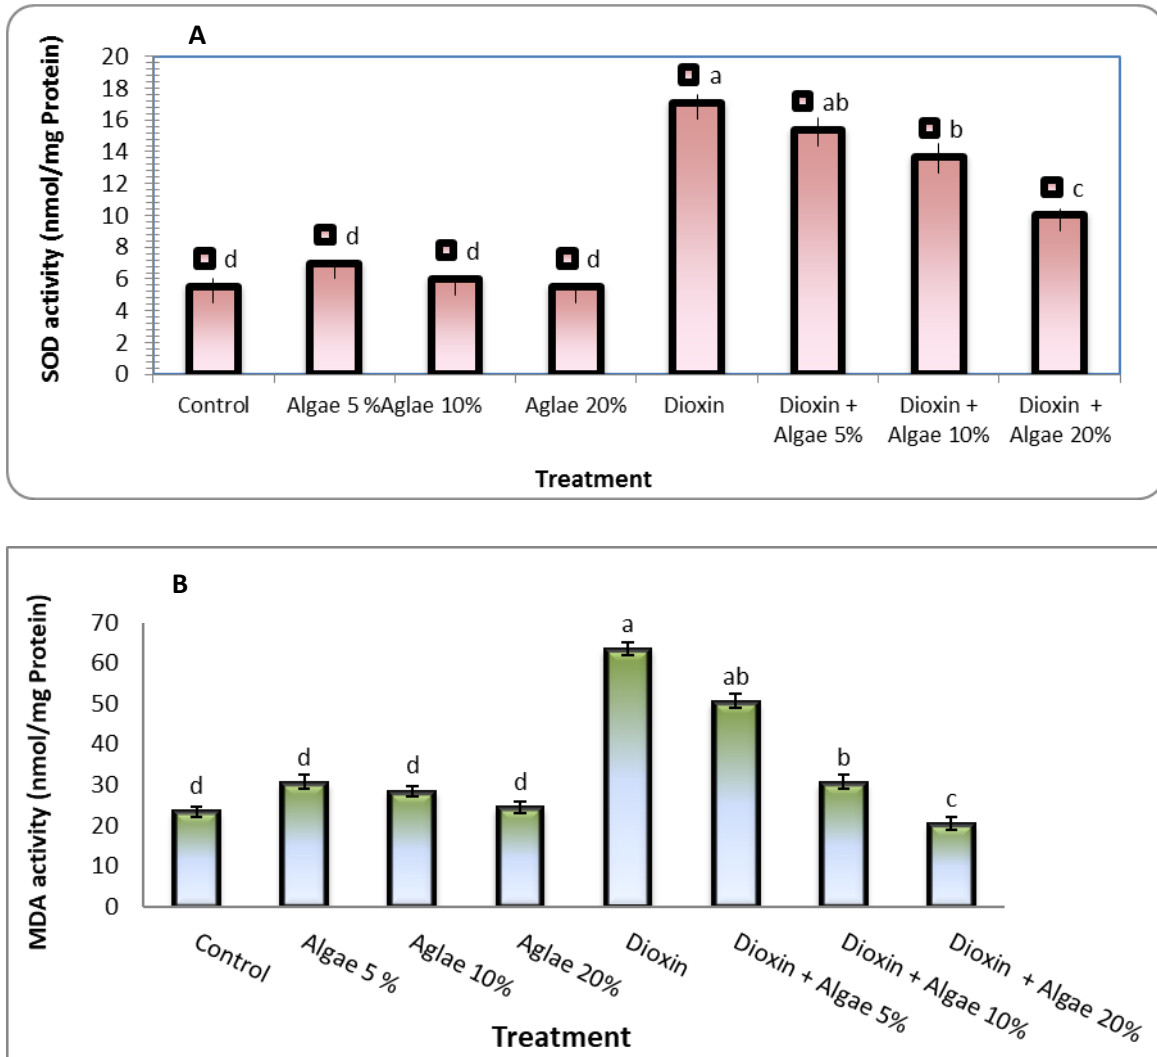 A
SOD activity (nmol/mg Protein)
20
18
16
14
12
10
8
6
4
2
0
d
d
d
d
a
ab
b
c
Control
Algae 5 %
Aglae 10%
Aglae 20%
Dioxin
Dioxin +
Algae 5%
Dioxin +
Algae 10%
Dioxin +
Algae 20%
Treatment
B
MDA activity (nmol/mg Protein)
70
60
50
40
30
20
10
0
d
d
d
d
a
ab
b
c
Control
Algae 5 %
Aglae 10%
Aglae 20%
Dioxin
Dioxin + Algae 5%
Dioxin + Algae 10%
Dioxin + Algae 20%
Treatment